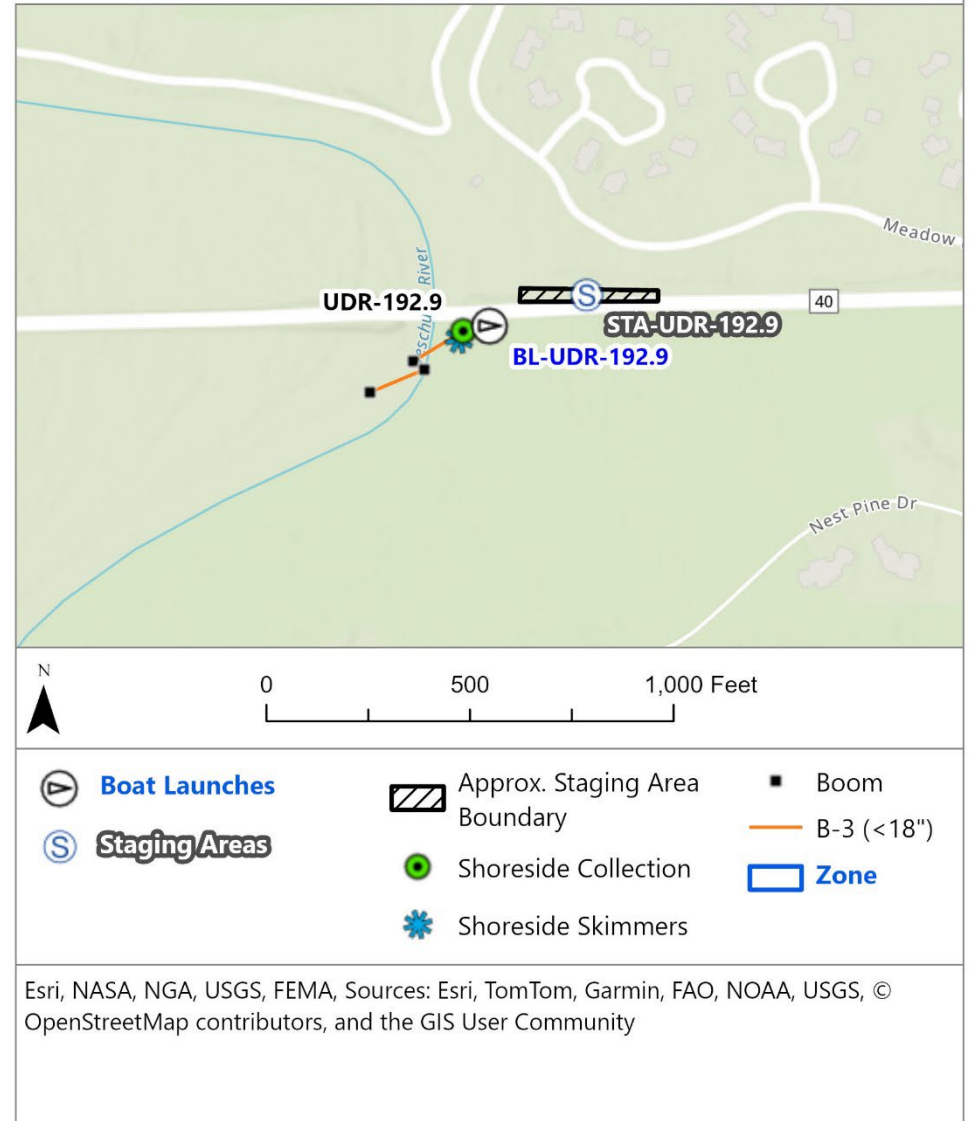 Meadow
River
UDR-192.9
40
STA-UDR-192.9
BL-UDR-192.9
Nest Pine Dr
N
0 500 1,000 Feet
Boat Launches
Staging Areas
Approx. Staging Area
Boundary
Shoreside Collection
Shoreside Skimmers
Boom
B-3 (<18")
Zone
Esri, NASA, NGA, USGS, FEMA, Sources: Esri, TomTom, Garmin, FAO, NOAA, USGS, ©
OpenStreetMap contributors, and the GIS User Community